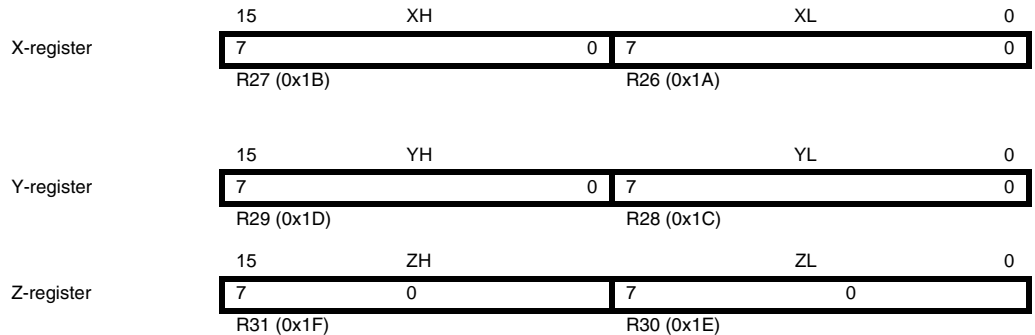 15 XH XL 0
X-register 7 0 7 0
R27 (0x1B) R26 (0x1A)
15 YH YL 0
Y-register 7 0 7 0
R29 (0x1D) R28 (0x1C)
15 ZH ZL 0
Z-register 7 0 7 0
R31 (0x1F) R30 (0x1E)